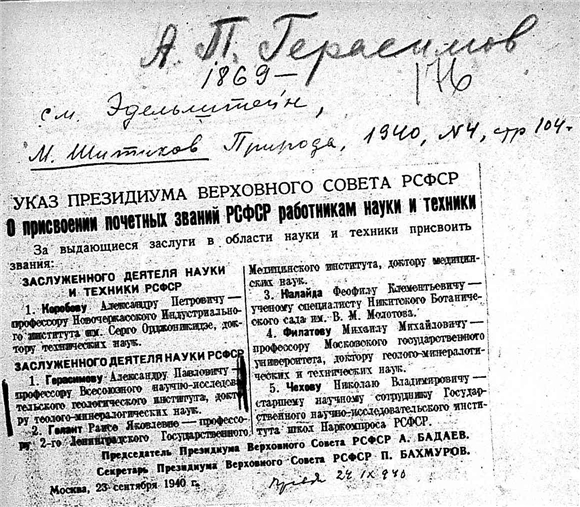 А. П. Герасимов
1869—
176
см. Эдельштейн,
М. Шитиков Природа, 1940, №4, стр 104.
УКАЗ ПРЕЗИДИУМА ВЕРХОВНОГО СОВЕТА РСФСР
О присвоении почетных званий РСФСР работникам науки и техники
За выдающиеся заслуги в области науки и техники присвоить
звания:
ЗАСЛУЖЕННОГО ДЕЯТЕЛЯ НАУКИ
И ТЕХНИКИ РСФСР
1. Коробову Александру Петровичу —
профессору Новочеркасского Индустриально-
го института им. Серго Орджоникидзе, док-
тору технических наук.
ЗАСЛУЖЕННОГО ДЕЯТЕЛЯ НАУКИ РСФСР
1. Герасимову Александру Павловичу —
профессору Всесоюзного научно-исследова-
тельского геологического института, докто-
ру геолого-минералогических наук.
2. Голант Раисе Яковлевне — профессо-
ру 2-го Ленинградского Государственного
Медицинского института, доктору медицин-
ских наук.
3. Калайда Феофилу Клементьевичу —
ученому специалисту Никитского Ботаниче-
ского сада им. В. М. Молотова.
4. Филатову Михаилу Михайловичу —
профессору Московского государственного
университета, доктору геолого-минералоги-
ческих и технических наук.
5. Чехову Николаю Владимировичу —
старшему научному сотруднику Государ-
ственного научно-исследовательского инсти-
тута школ Наркомпроса РСФСР.
Председатель Президиума Верховного Совета РСФСР А. БАДАЕВ.
Секретарь Президиума Верховного Совета РСФСР П. БАХМУРОВ.
Москва, 23 сентября 1940 г.
24 IX 940